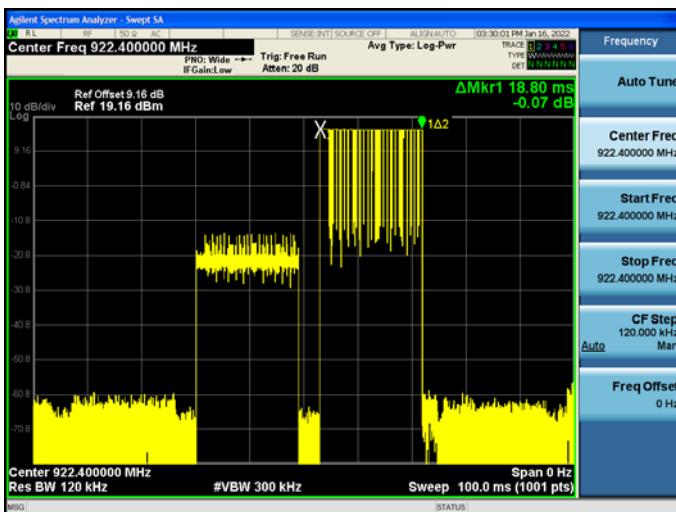 Agilent Spectrum Analyzer - Swept SA
RL RF 50 Ω AC SENSE:INT SOURCE OFF ALIGN AUTO 03:30:01 PM Jan 16, 2022
Center Freq 922.400000 MHz
PNO: Wide
IFGain:Low
Trig: Free Run
Atten: 20 dB
Avg Type: Log-Pwr
TRACE 1 2 3 4 5 6
TYPE
DET N N N N N N
Ref Offset 9.16 dB
10 dB/div Ref 19.16 dBm
Log
ΔMkr1 18.80 ms
-0.07 dB
X
1Δ2
9.16
-0.84
-10.8
-20.8
-30.8
-40.8
-50.8
-60.8
-70.8
Center 922.400000 MHz
Span 0 Hz
Res BW 120 kHz
#VBW 300 kHz
Sweep 100.0 ms (1001 pts)
MSG
STATUS
Frequency
Auto Tune
Center Freq
922.400000 MHz
Start Freq
922.400000 MHz
Stop Freq
922.400000 MHz
CF Step
120.000 kHz
Auto Man
Freq Offset
0 Hz